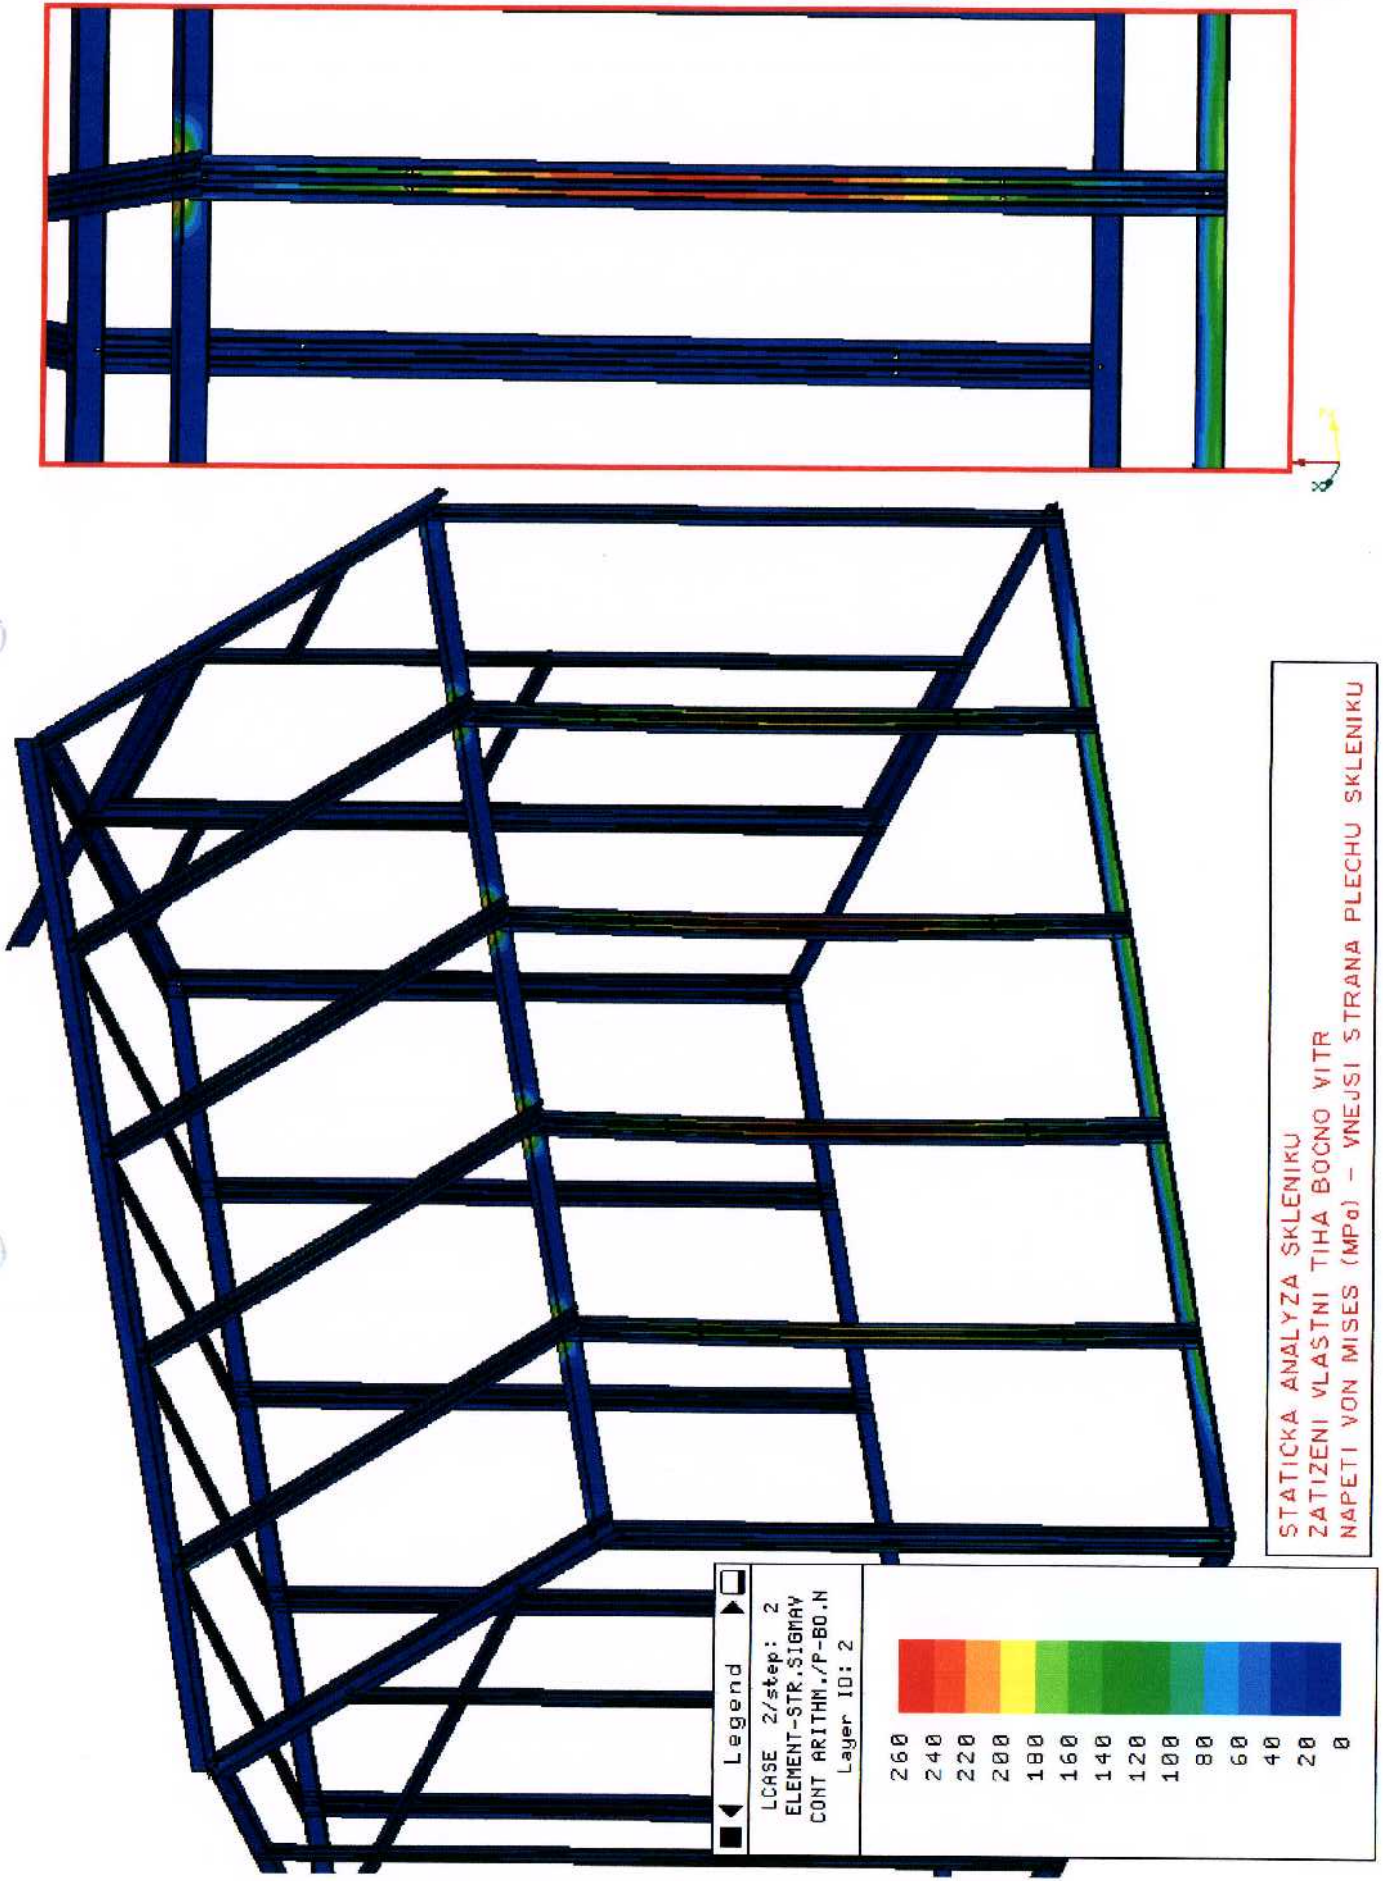 STATICKA ANALYZA SKLENIKU
ZATIZENI VLASTNI TIHA BOCNO VITR
NAPETI VON MISES (MPa) – VNEJSI STRANA PLECHU SKLENIKU
Legend
LCASE 2/step: 2
ELEMENT-STR.SIGMAV
CONT ARITHM./P-BD.N
Layer ID: 2
260
240
220
200
180
160
140
120
100
80
60
40
20
0
X
Z